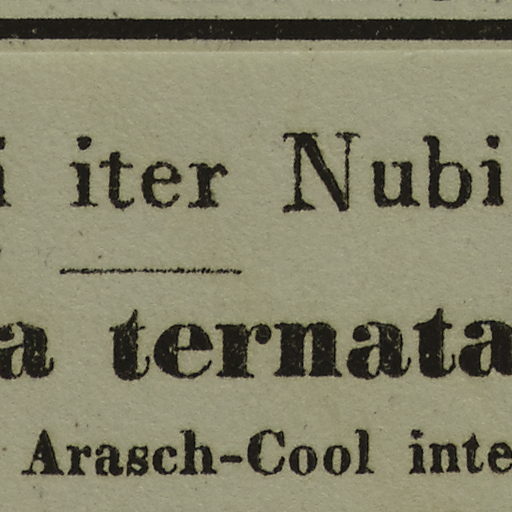 i iter Nubi
a ternata
Arasch-Cool inte